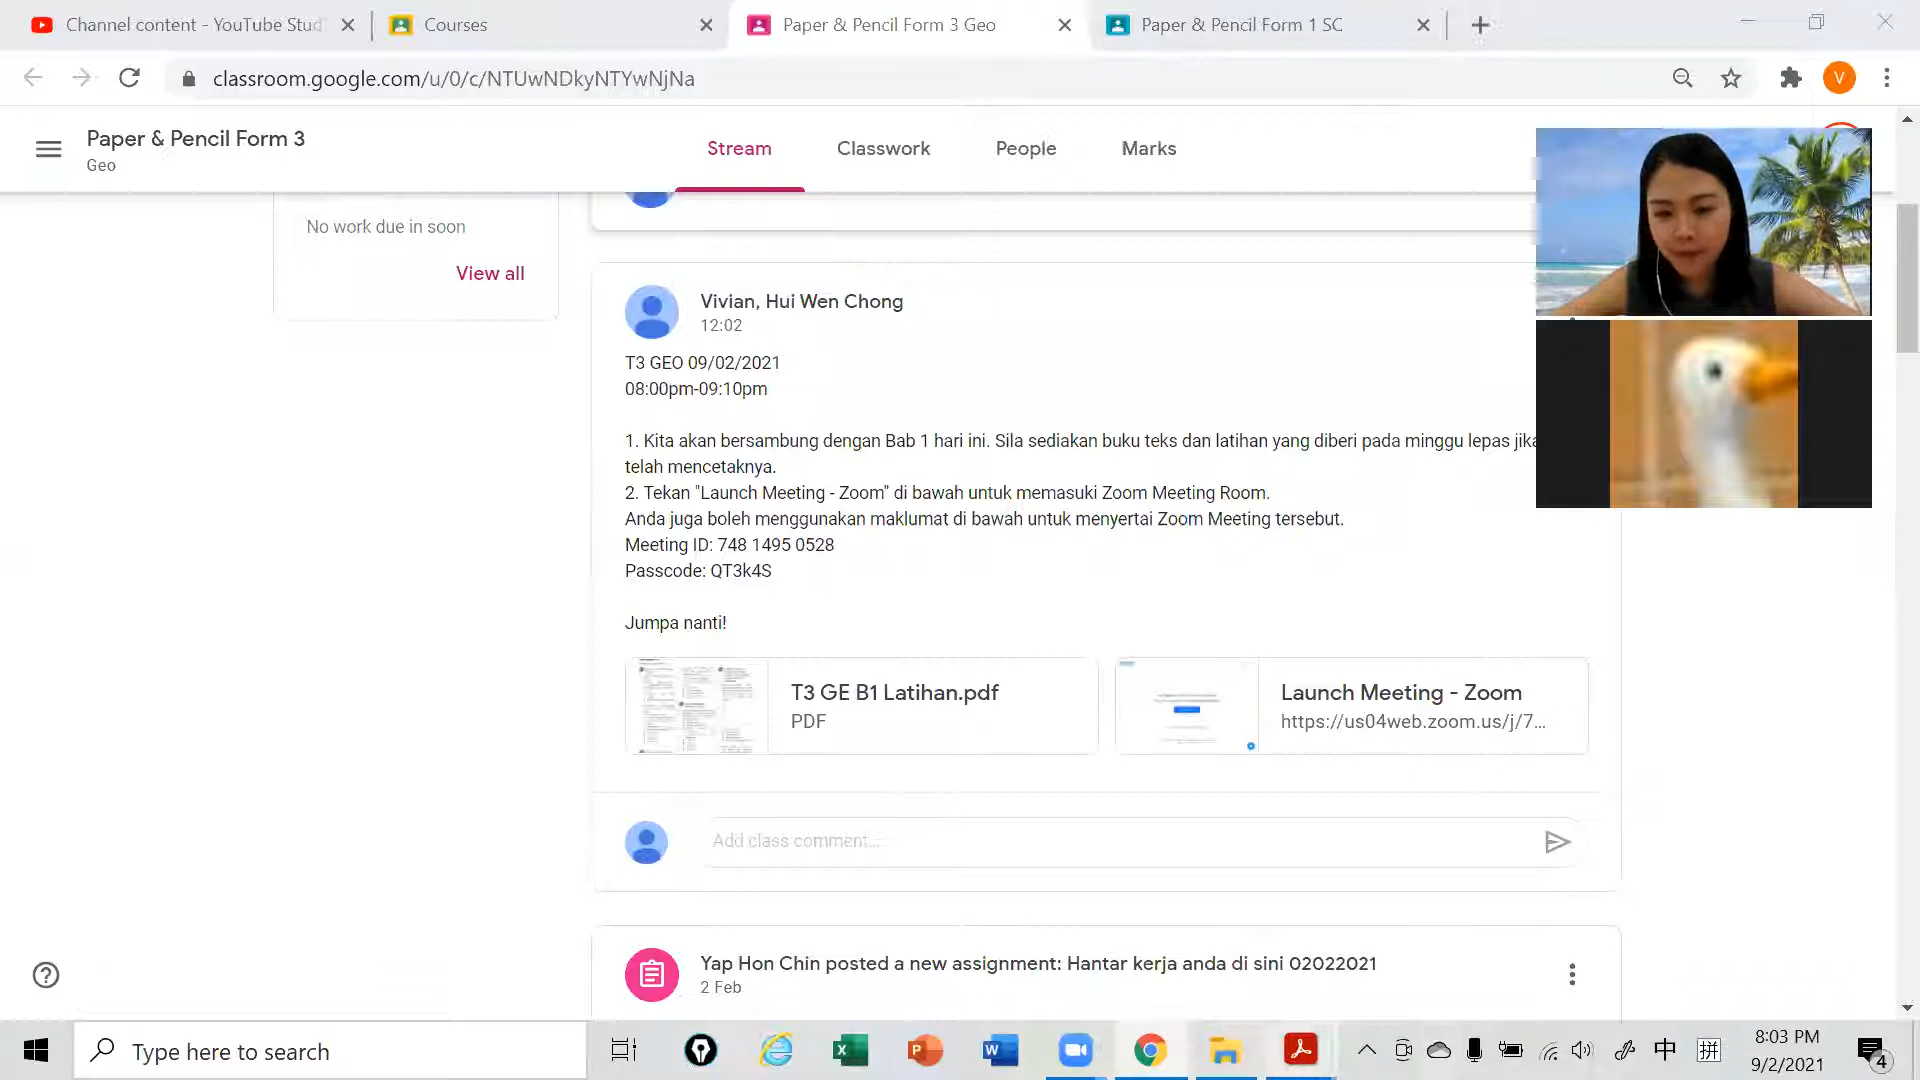 Channel content - YouTube Stud
Courses
Paper & Pencil Form 3 Geo
Paper & Pencil Form 1 SC
classroom.google.com/u/0/c/NTUwNDkyNTYwNjNa
V
Paper & Pencil Form 3
Geo
Stream
Classwork
People
Marks
No work due in soon
View all
Vivian, Hui Wen Chong
12:02
T3 GEO 09/02/2021
08:00pm-09:10pm
1. Kita akan bersambung dengan Bab 1 hari ini. Sila sediakan buku teks dan latihan yang diberi pada minggu lepas jika
telah mencetaknya.
2. Tekan "Launch Meeting - Zoom" di bawah untuk memasuki Zoom Meeting Room.
Anda juga boleh menggunakan maklumat di bawah untuk menyertai Zoom Meeting tersebut.
Meeting ID: 748 1495 0528
Passcode: QT3k4S
Jumpa nanti!
T3 GE B1 Latihan.pdf
PDF
Launch Meeting - Zoom
https://us04web.zoom.us/j/7...
Add class comment...
Yap Hon Chin posted a new assignment: Hantar kerja anda di sini 02022021
2 Feb
Type here to search
中
拼
8:03 PM
9/2/2021
4